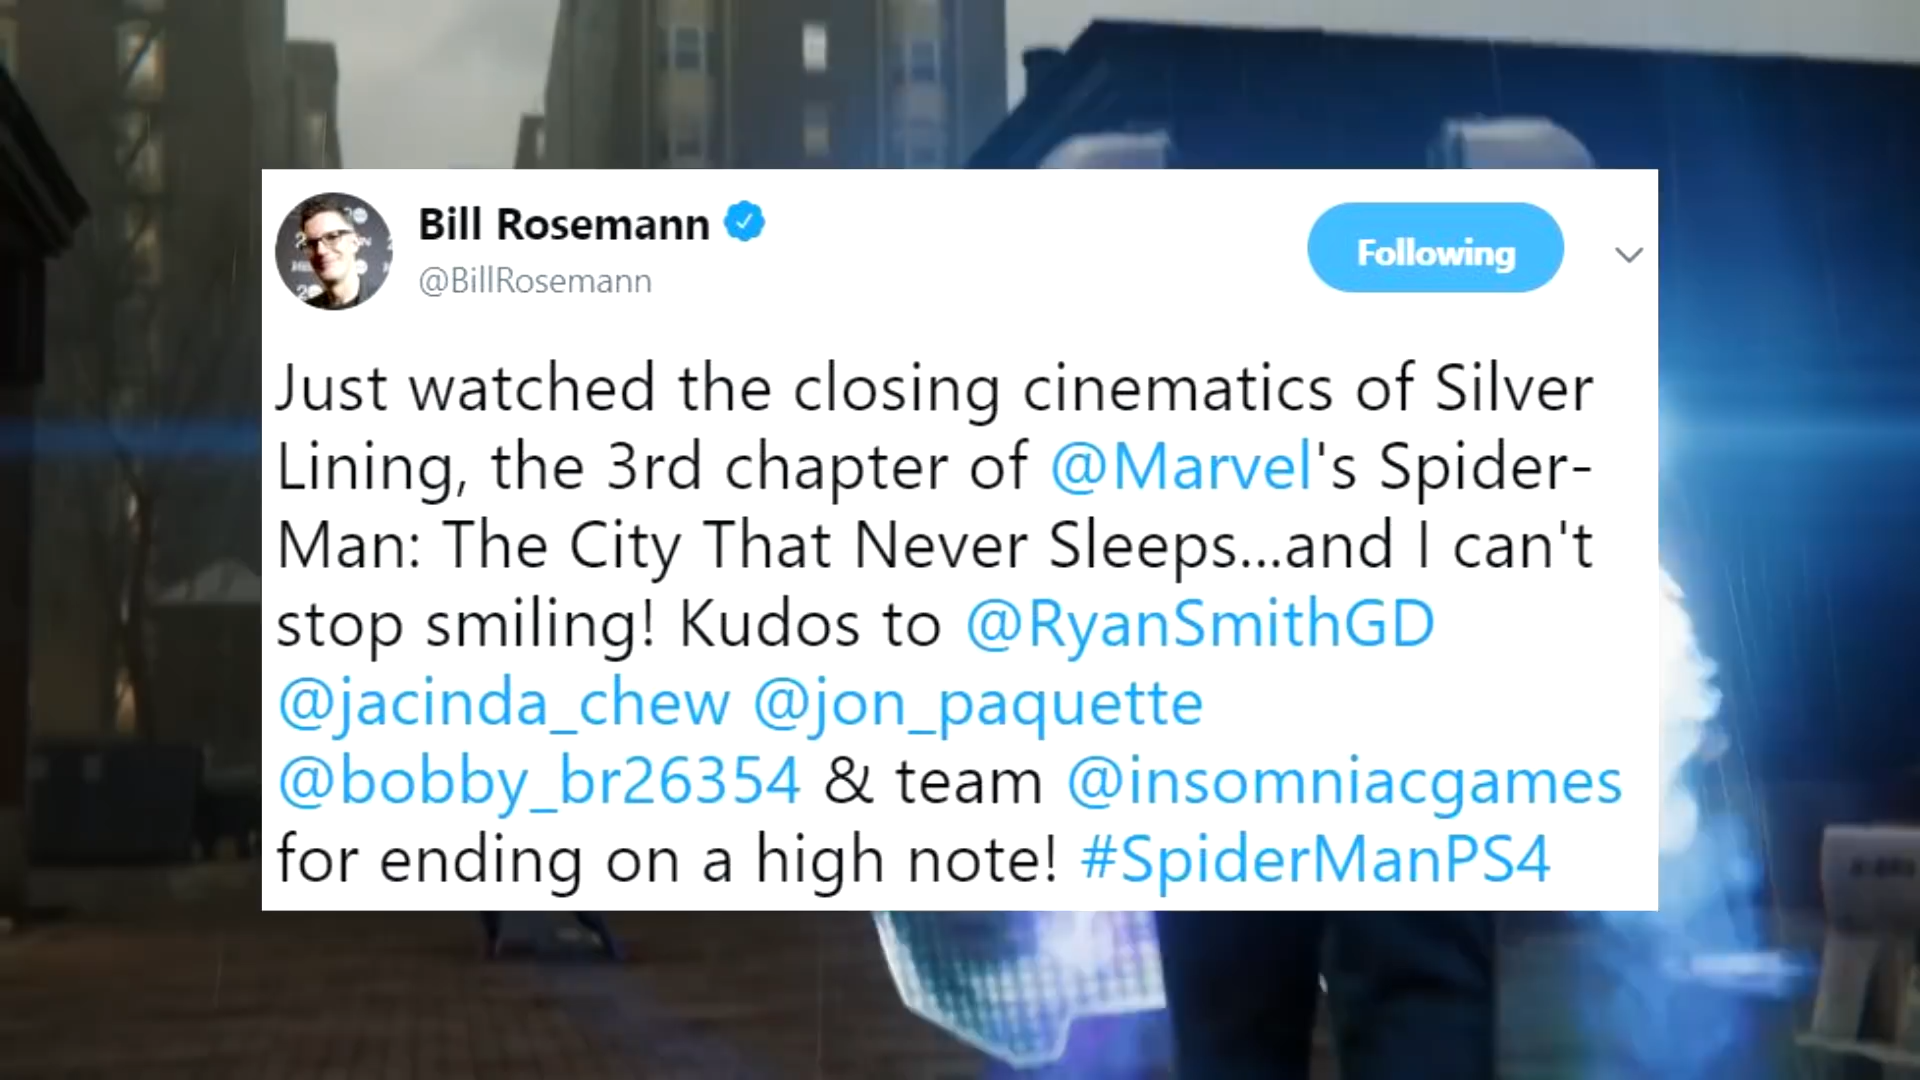 Bill Rosemann
@BillRosemann
Following
Just watched the closing cinematics of Silver
Lining, the 3rd chapter of @Marvel's Spider-
Man: The City That Never Sleeps...and I can't
stop smiling! Kudos to @RyanSmithGD
@jacinda_chew @jon_paquette
@bobby_br26354 & team @insomniacgames
for ending on a high note! #SpiderManPS4